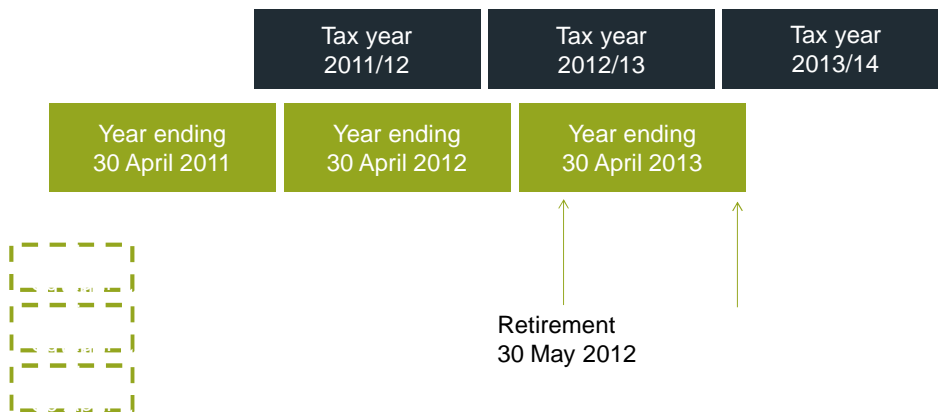 Tax year
2011/12
Tax year
2012/13
Tax year
2013/14
Year ending
30 April 2011
Year ending
30 April 2012
Year ending
30 April 2013
Retirement
30 May 2012